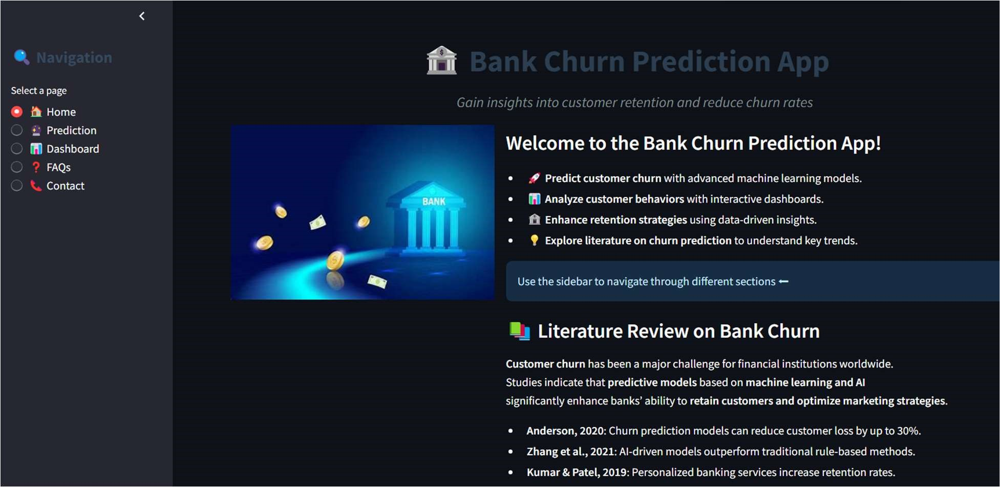 Navigation
Select a page
Home
Prediction
Dashboard
FAQs
Contact
Bank Churn Prediction App
Gain insights into customer retention and reduce churn rates
BANK
Welcome to the Bank Churn Prediction App!
Predict customer churn with advanced machine learning models.
Analyze customer behaviors with interactive dashboards.
Enhance retention strategies using data-driven insights.
Explore literature on churn prediction to understand key trends.
Use the sidebar to navigate through different sections ⬅
Literature Review on Bank Churn
Customer churn has been a major challenge for financial institutions worldwide.
Studies indicate that predictive models based on machine learning and AI
significantly enhance banks’ ability to retain customers and optimize marketing strategies.
Anderson, 2020: Churn prediction models can reduce customer loss by up to 30%.
Zhang et al., 2021: AI-driven models outperform traditional rule-based methods.
Kumar & Patel, 2019: Personalized banking services increase retention rates.